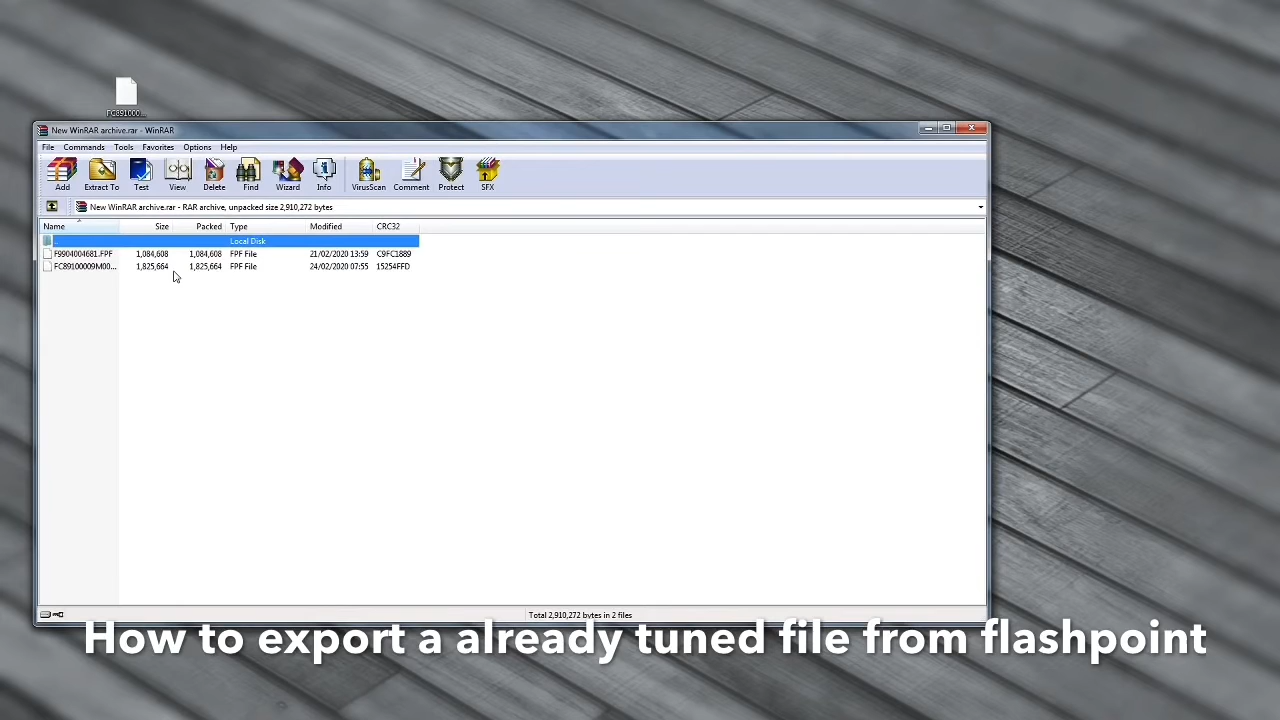 FC891000...
New WinRAR archive.rar - WinRAR
File Commands Tools Favorites Options Help
Add Extract To Test View Delete Find Wizard Info VirusScan Comment Protect SFX
New WinRAR archive.rar - RAR archive, unpacked size 2,910,272 bytes
Name Size Packed Type Modified CRC32
.. Local Disk
F9904004681.FPF 1,084,608 1,084,608 FPF File 21/02/2020 13:59 C9FC1889
FC89100009M00... 1,825,664 1,825,664 FPF File 24/02/2020 07:55 15254FFD
Total 2,910,272 bytes in 2 files
How to export a already tuned file from flashpoint